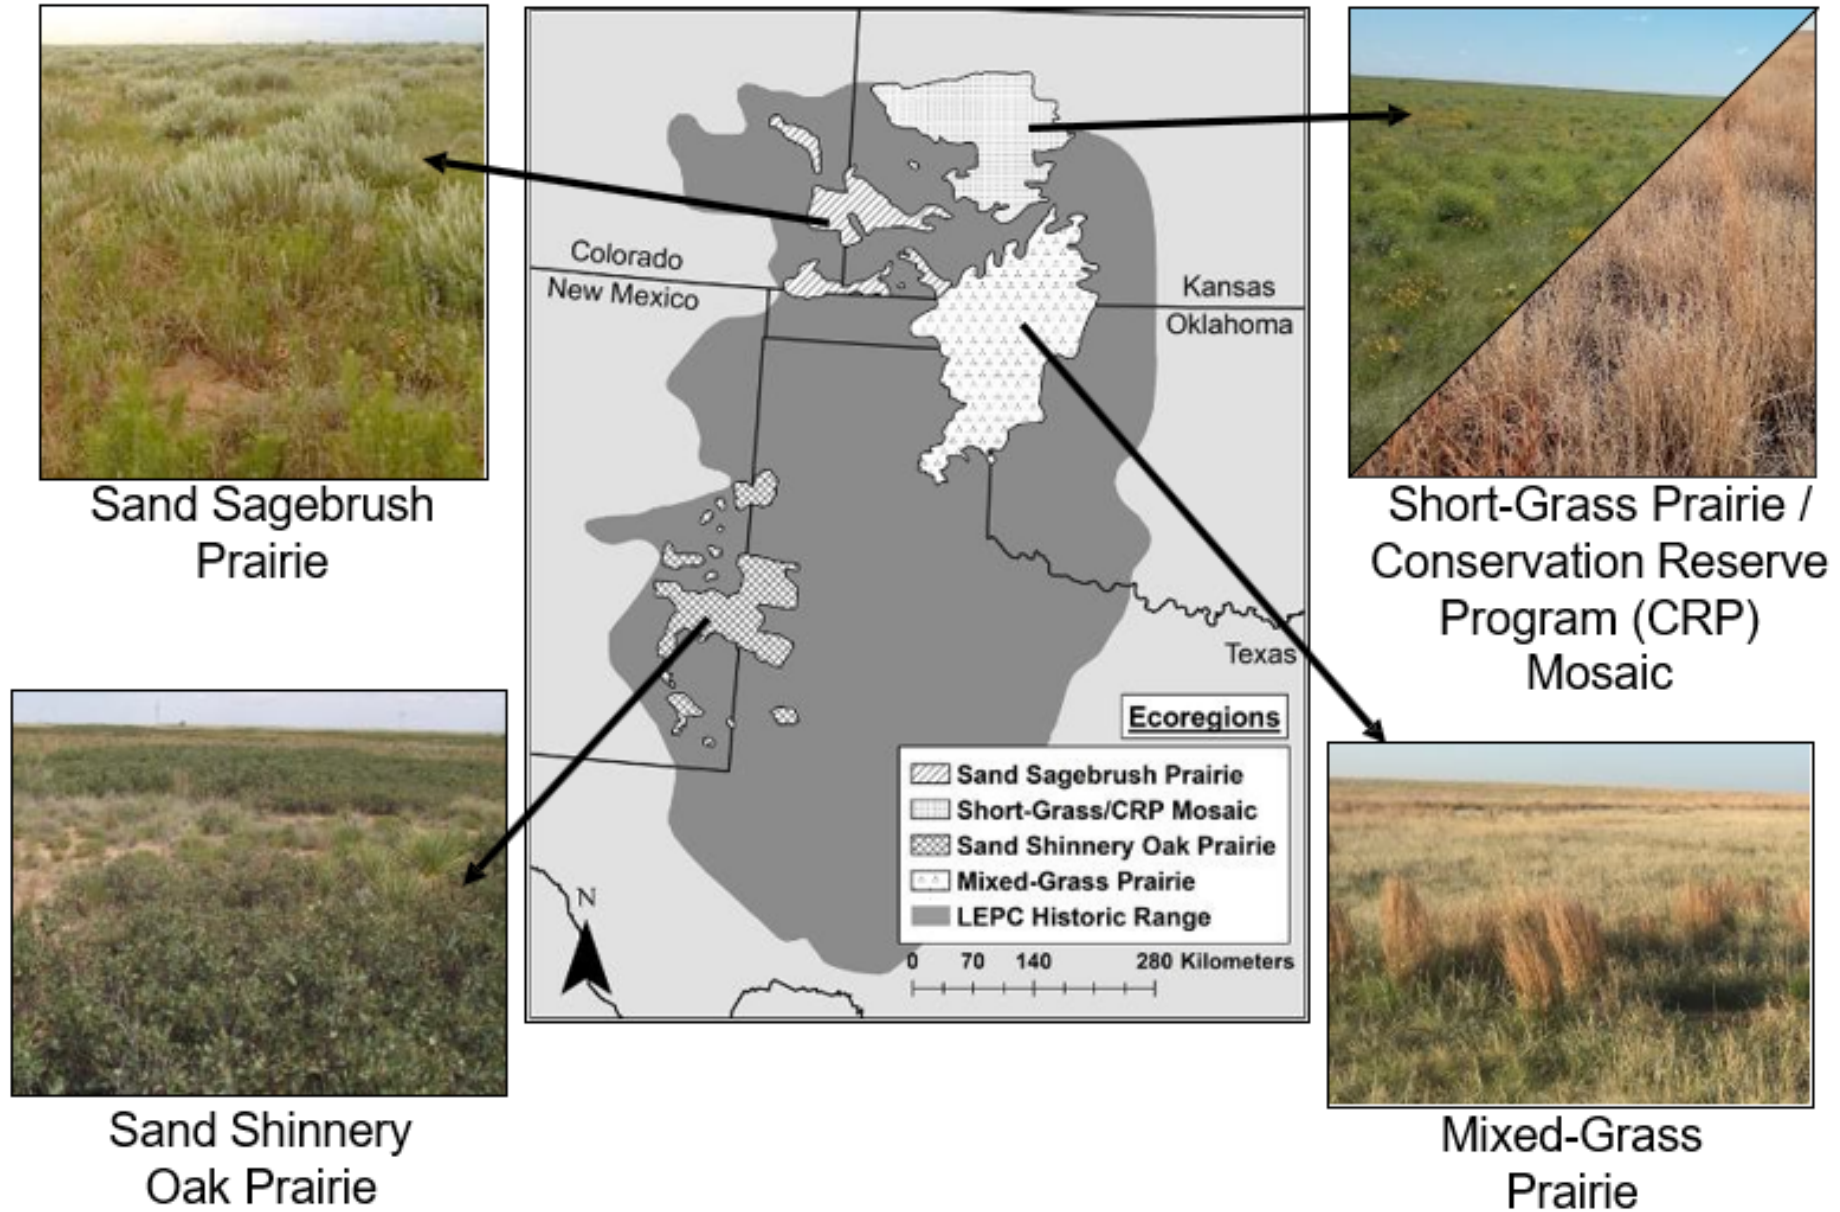 Colorado
New Mexico
Kansas
Oklahoma
Texas
N
Ecoregions
Sand Sagebrush Prairie
Short-Grass/CRP Mosaic
Sand Shinnery Oak Prairie
Mixed-Grass Prairie
LEPC Historic Range
0 70 140 280 Kilometers
Sand Sagebrush
Prairie
Short-Grass Prairie /
Conservation Reserve
Program (CRP)
Mosaic
Sand Shinnery
Oak Prairie
Mixed-Grass
Prairie